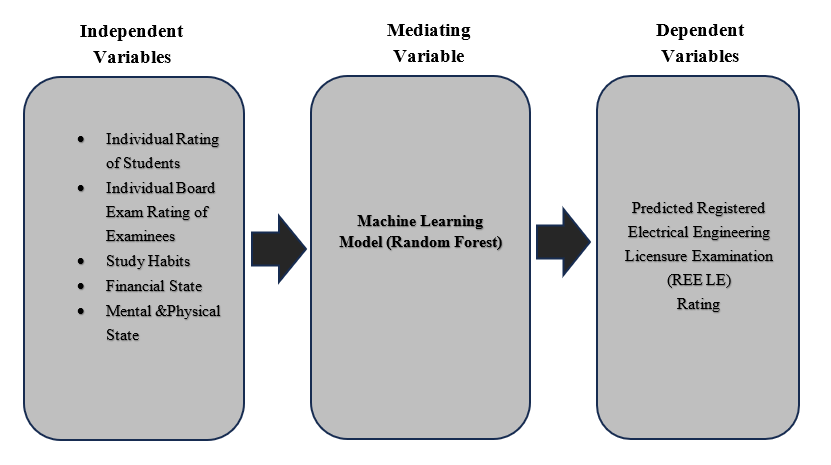 Independent
Variables
Mediating
Variable
Dependent
Variables
• Individual Rating
of Students
• Individual Board
Exam Rating of
Examinees
• Study Habits
• Financial State
• Mental &Physical
State
Machine Learning
Model (Random Forest)
Predicted Registered
Electrical Engineering
Licensure Examination
(REE LE)
Rating